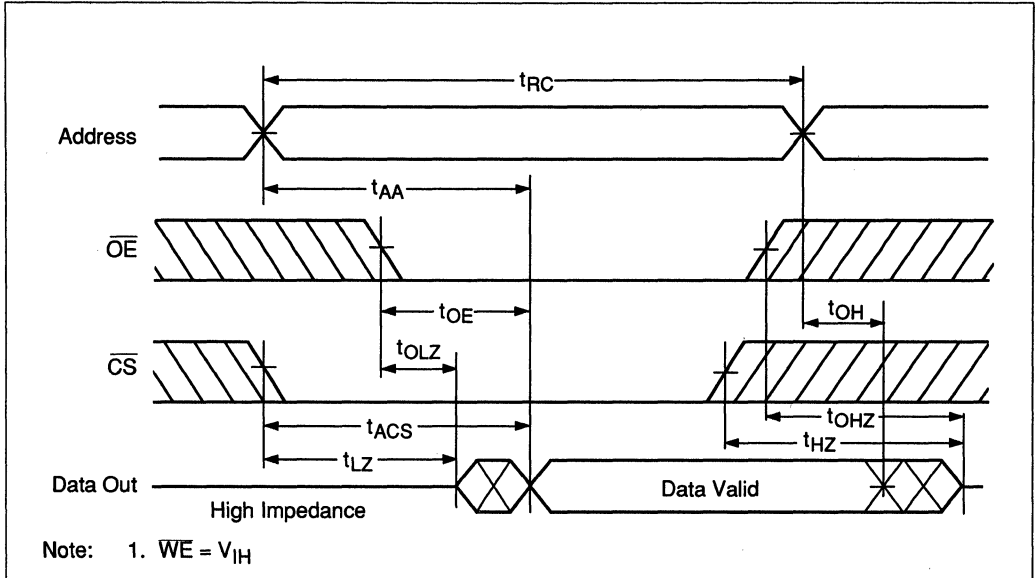 tRC
Address
tAA
OE
tOE
tOH
tOLZ
CS
tOHZ
tACS
tHZ
tLZ
Data Out
Data Valid
High Impedance
Note: 1. WE = VIH